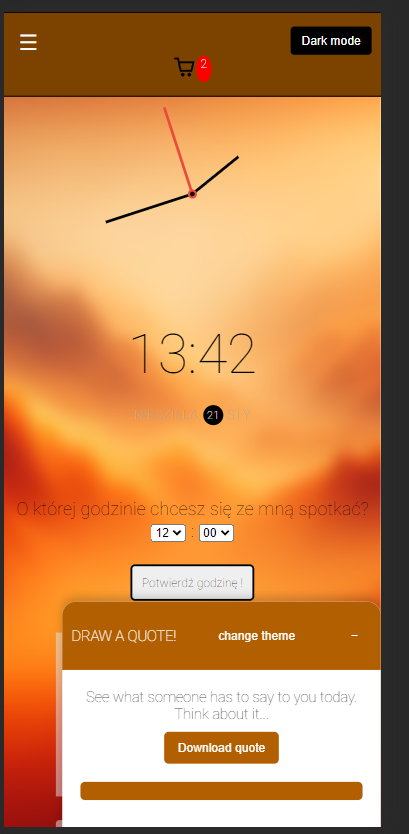 Dark mode
2
13:42
21 STY
O której godzinie chcesz się ze mną spotkać?
12 : 00
Potwierdź godzinę !
DRAW A QUOTE! change theme –
See what someone has to say to you today.
Think about it...
Download quote